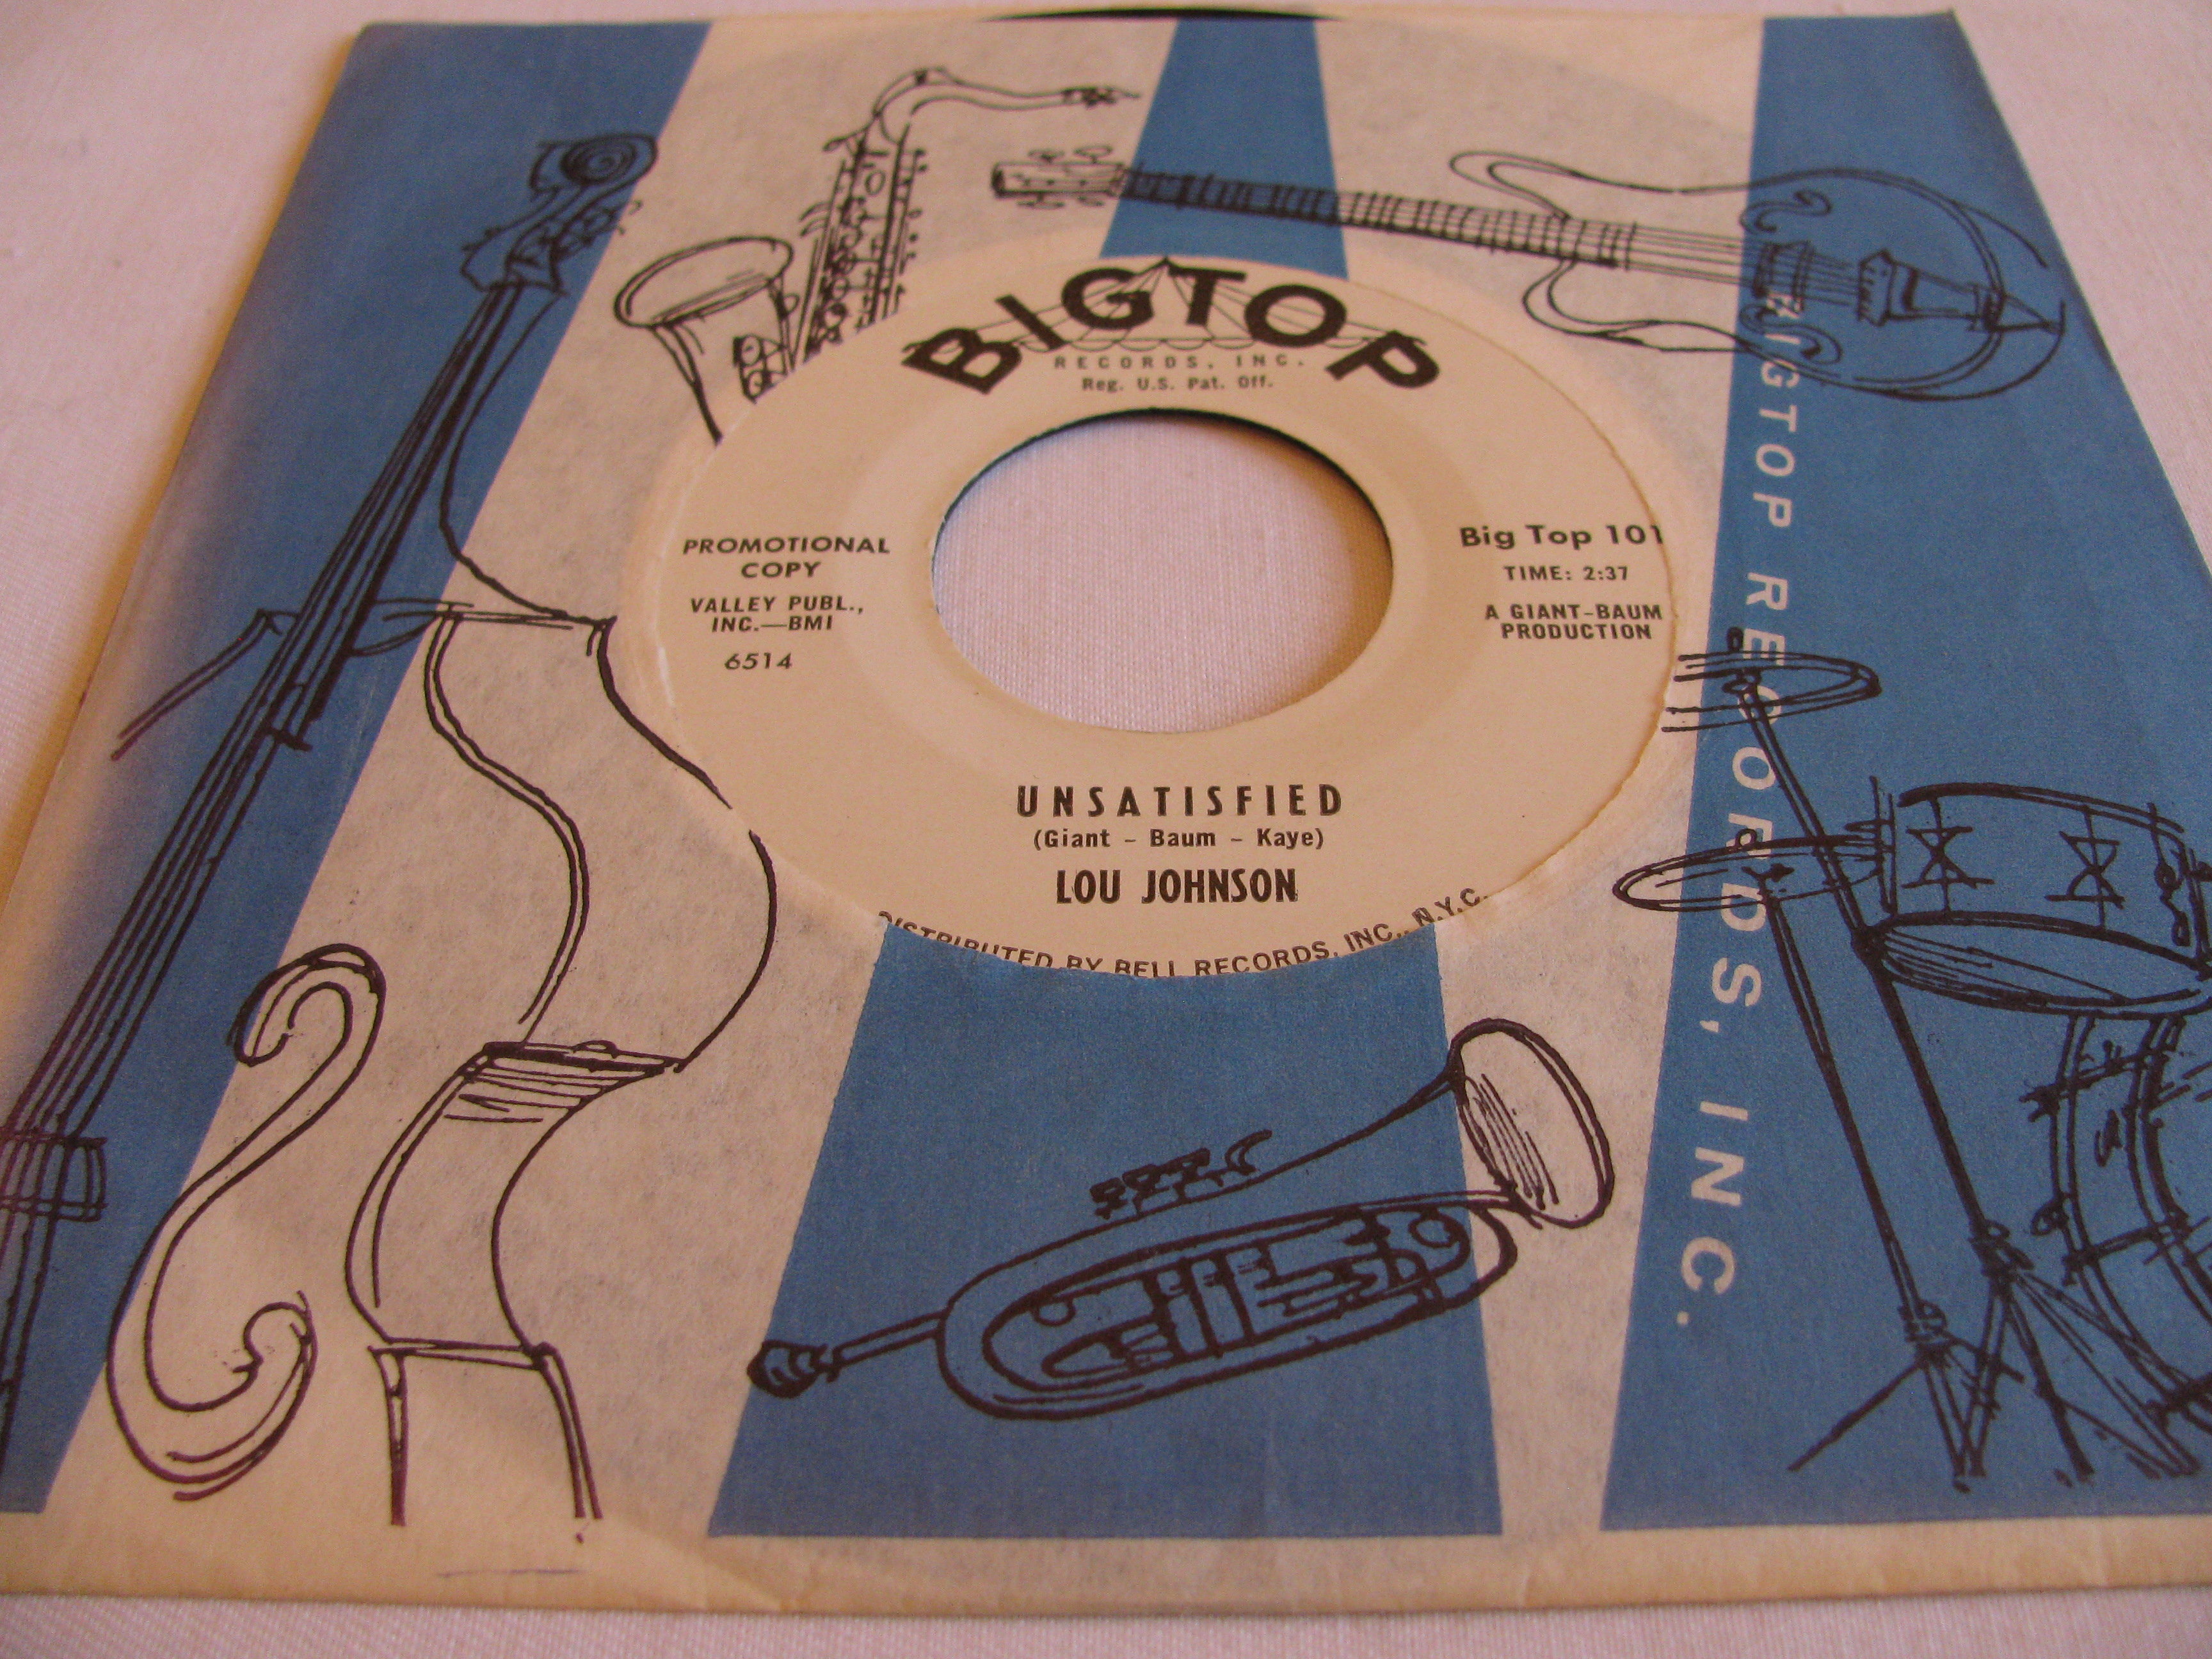 BIGTOP
RECORDS, INC.
Reg. U.S. Pat. Off.
PROMOTIONAL
COPY
VALLEY PUBL.,
INC.—BMI
6514
Big Top 101
TIME: 2:37
A GIANT-BAUM
PRODUCTION
UNSATISFIED
(Giant - Baum - Kaye)
LOU JOHNSON
DISTRIBUTED BY BELL RECORDS, INC., N.Y.C.
BIGTOP RECORDS, INC.